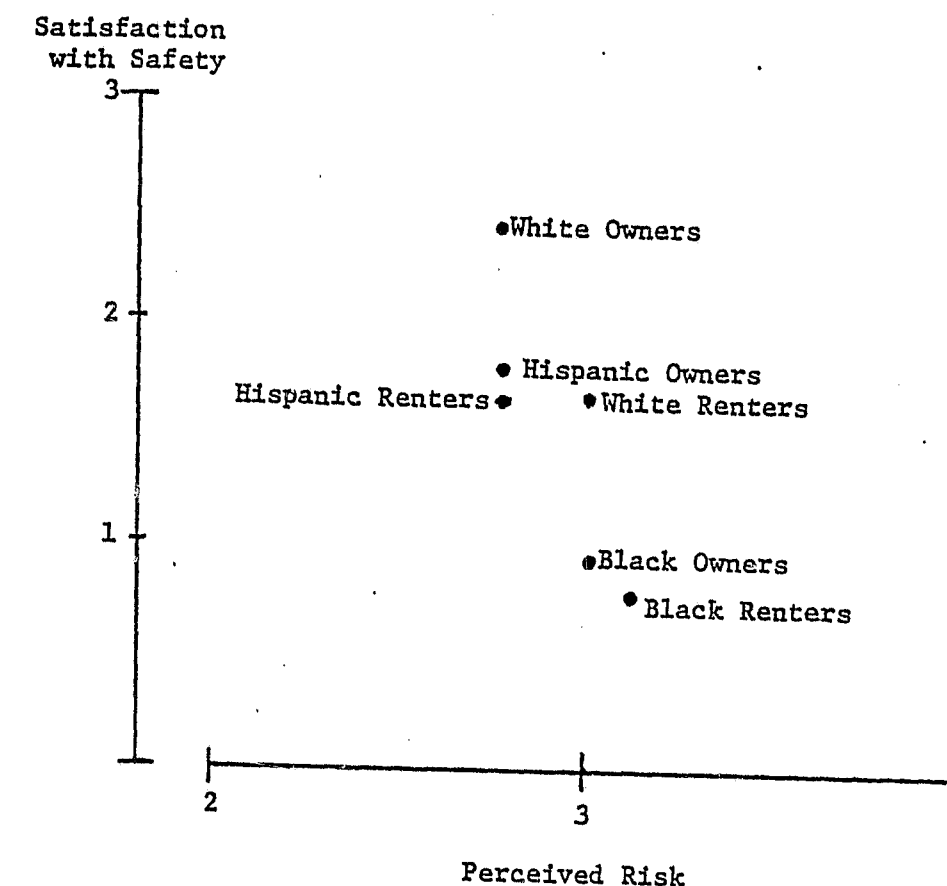 Satisfaction
with Safety
3
White Owners
2
Hispanic Owners
Hispanic Renters
White Renters
1
Black Owners
Black Renters
2
3
Perceived Risk